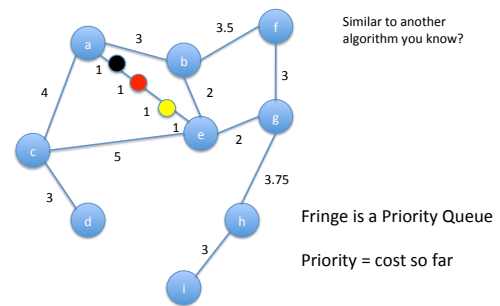 Similar to another
algorithm you know?
3.5
f
a
3
b
1
1
4
1
2
3
1
e
2
g
c
5
3
3.75
d
h
3
i
Fringe is a Priority Queue
Priority = cost so far